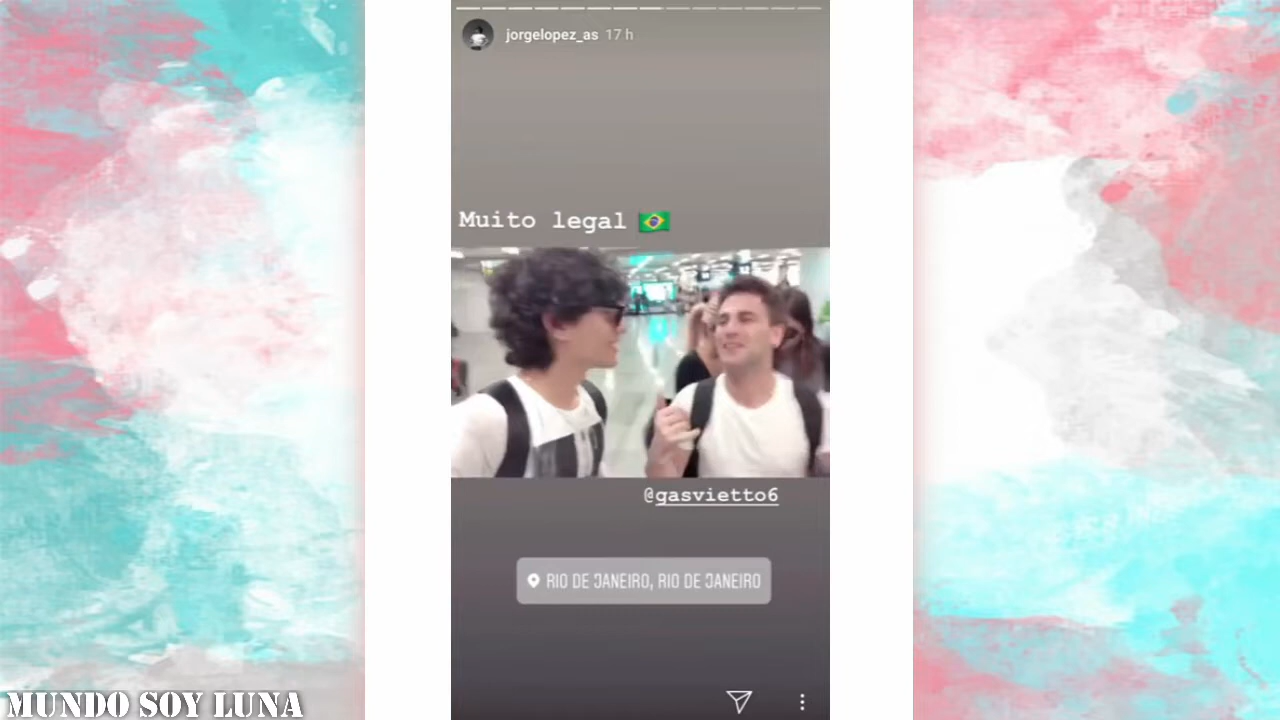 jorgelopez_as 17 h
Muito legal 🇧🇷
@gasvietto6
RIO DE JANEIRO, RIO DE JANEIRO
MUNDO SOY LUNA